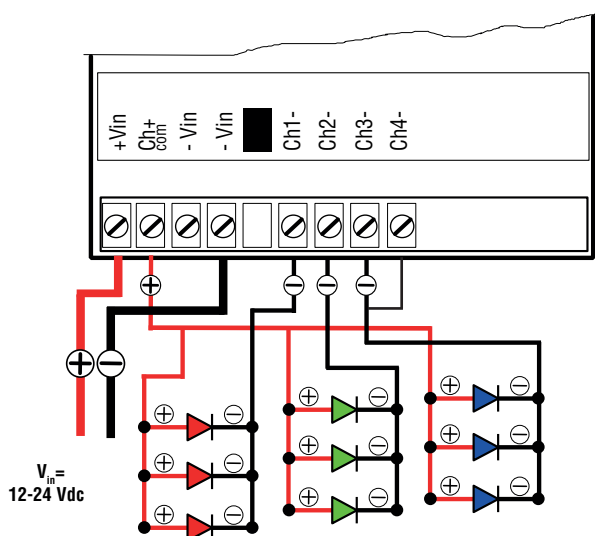 +Vin
Ch+
com
- Vin
- Vin
Ch1-
Ch2-
Ch3-
Ch4-
+
-
-
-
+ -
+ -
+ -
+ -
+ -
+ -
+ -
+ -
+ -
+ -
Vin=
12-24 Vdc